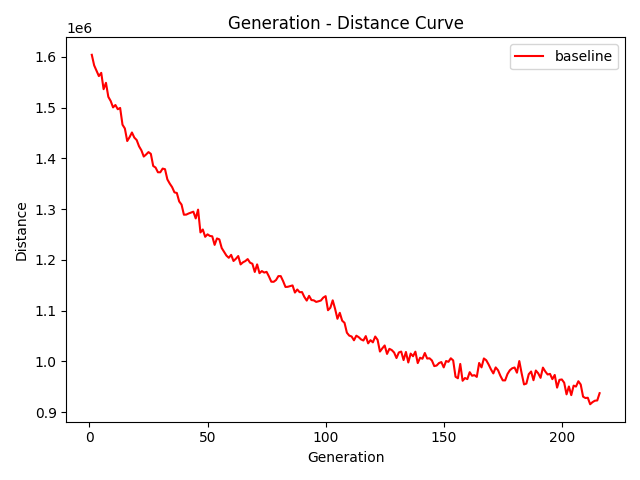 Generation - Distance Curve
1e6
baseline
1.6
1.5
1.4
1.3
1.2
1.1
1.0
0.9
Distance
0 50 100 150 200
Generation